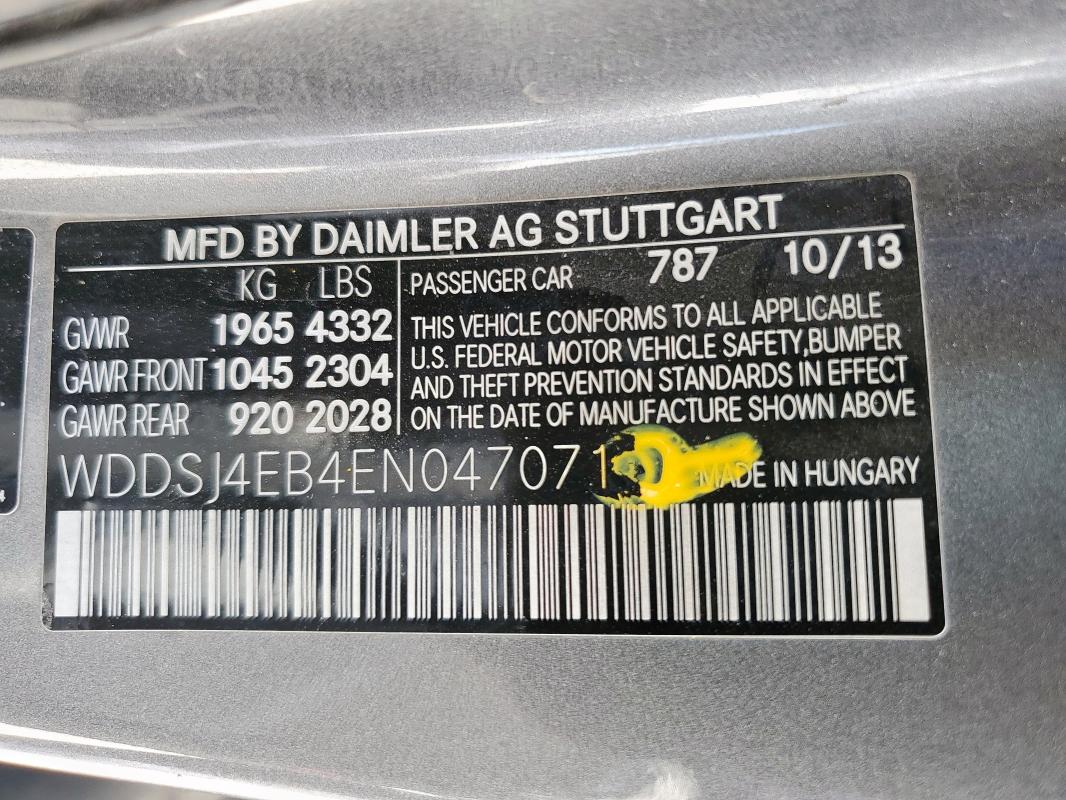 MFD BY DAIMLER AG STUTTGART
KG LBS
GVWR 1965 4332
GAWR FRONT 1045 2304
GAWR REAR 920 2028
PASSENGER CAR 787 10/13
THIS VEHICLE CONFORMS TO ALL APPLICABLE
U.S. FEDERAL MOTOR VEHICLE SAFETY,BUMPER
AND THEFT PREVENTION STANDARDS IN EFFECT
ON THE DATE OF MANUFACTURE SHOWN ABOVE
WDDSJ4EB4EN047071 MADE IN HUNGARY
4